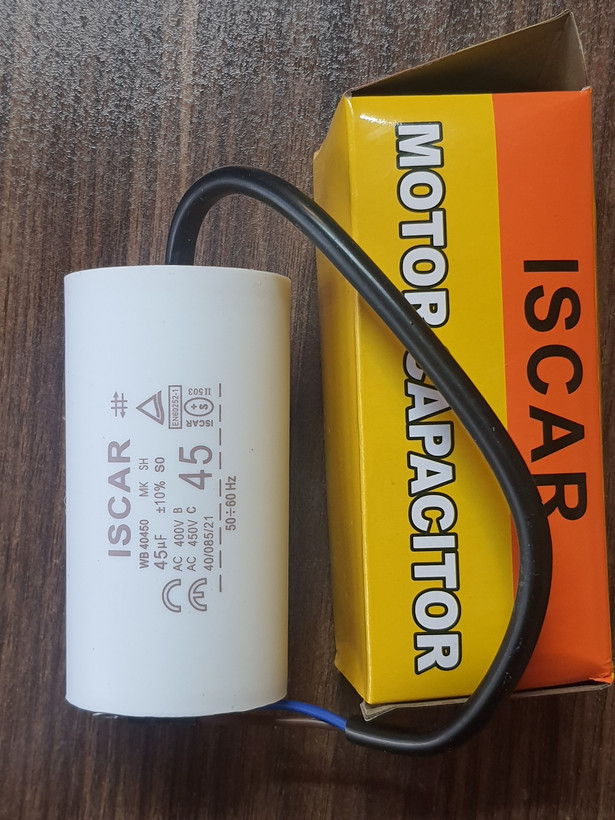 ISCAR
WB 40450 MK SH
45µF ±10% S0
AC 400V B
AC 450V C
40/085/21
45
50÷60 Hz
EN60252-1
ISCAR
S
II503
MOTOR CAPACITOR
ISCAR